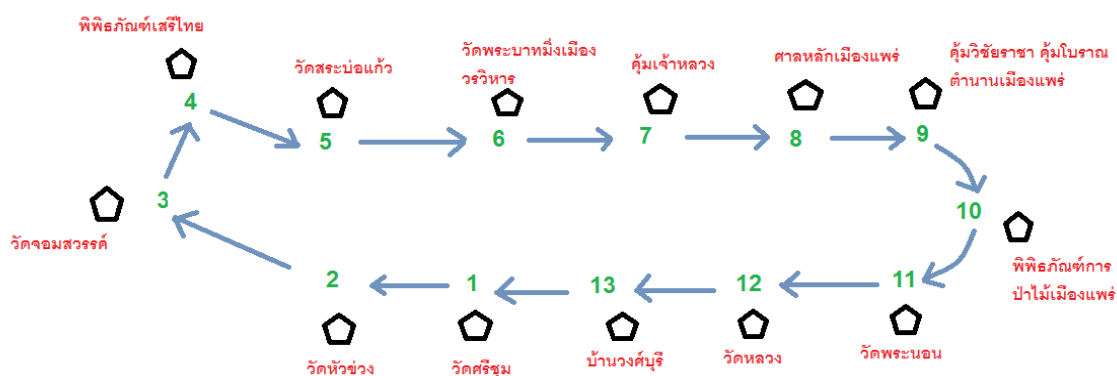 พิพิธภัณฑ์เสรีไทย
4
วัดสระบ่อแก้ว
5
วัดพระบาทมิ่งเมือง
วรวิหาร
6
คุ้มเจ้าหลวง
7
ศาลหลักเมืองแพร่
8
คุ้มวิชัยราชา คุ้มโบราณ
ตำนานเมืองแพร่
9
3
วัดจอมสวรรค์
10
พิพิธภัณฑ์การ
ป่าไม้เมืองแพร่
2
วัดหัวข่วง
1
วัดศรีชุม
13
บ้านวงศ์บุรี
12
วัดหลวง
11
วัดพระนอน